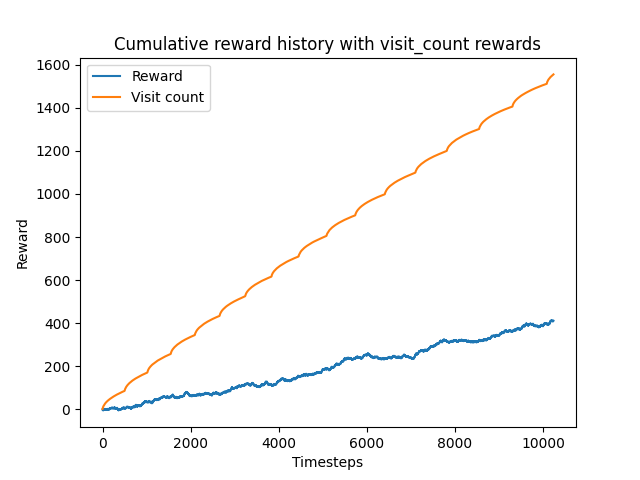 Cumulative reward history with visit_count rewards
Reward
Visit count
1600
1400
1200
1000
800
600
400
200
0
Reward
0 2000 4000 6000 8000 10000
Timesteps